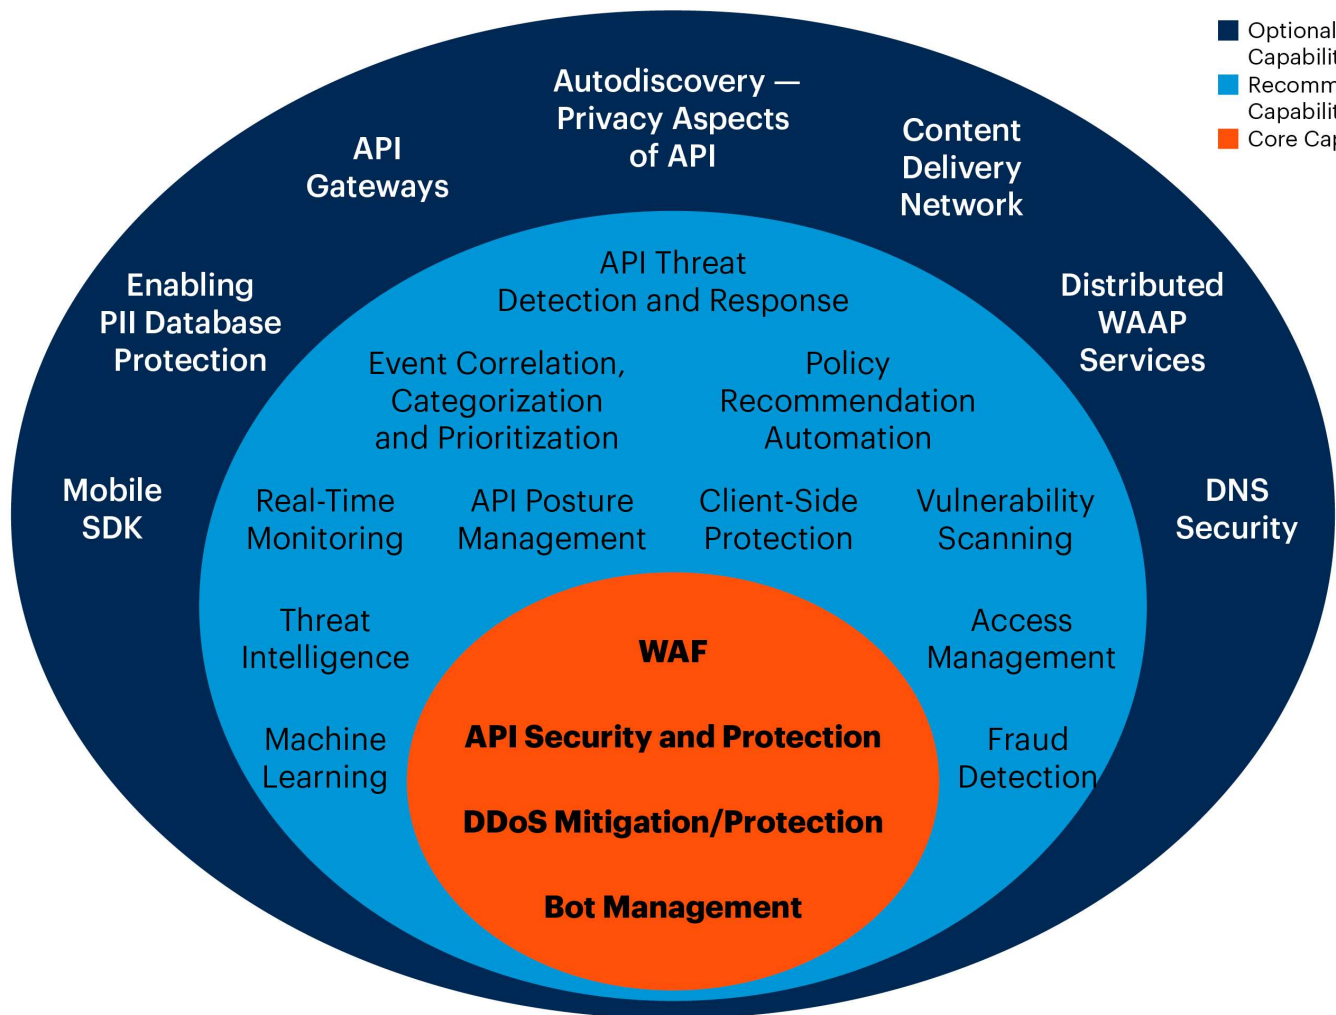 Optional
Capabilit
Recomm
Capabilit
Core Cap
Autodiscovery —
Privacy Aspects
of API
API
Gateways
Content
Delivery
Network
Enabling
PII Database
Protection
Distributed
WAAP
Services
Mobile
SDK
DNS
Security
API Threat
Detection and Response
Event Correlation,
Categorization
and Prioritization
Policy
Recommendation
Automation
Real-Time
Monitoring
API Posture
Management
Client-Side
Protection
Vulnerability
Scanning
Threat
Intelligence
Access
Management
Machine
Learning
Fraud
Detection
WAF
API Security and Protection
DDoS Mitigation/Protection
Bot Management